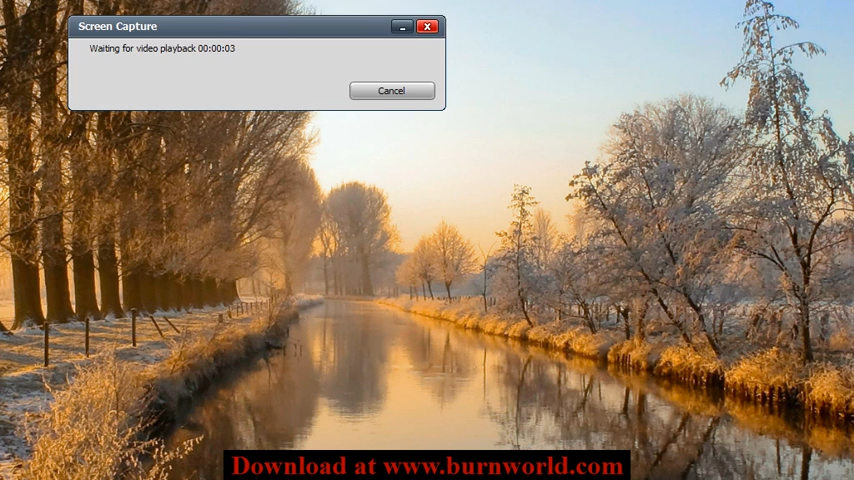 Screen Capture
Waiting for video playback 00:00:03
Cancel
Download at www.burnworld.com